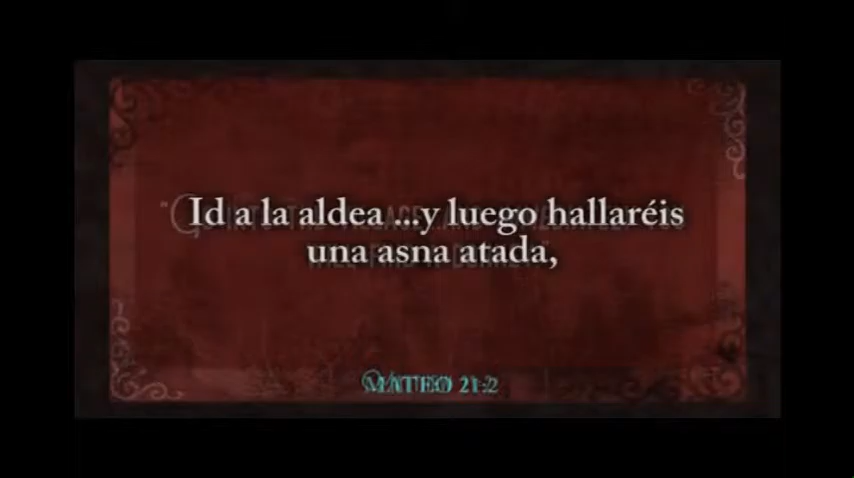 Id a la aldea ...y luego hallaréis
una asna atada,
MATEO 21:2